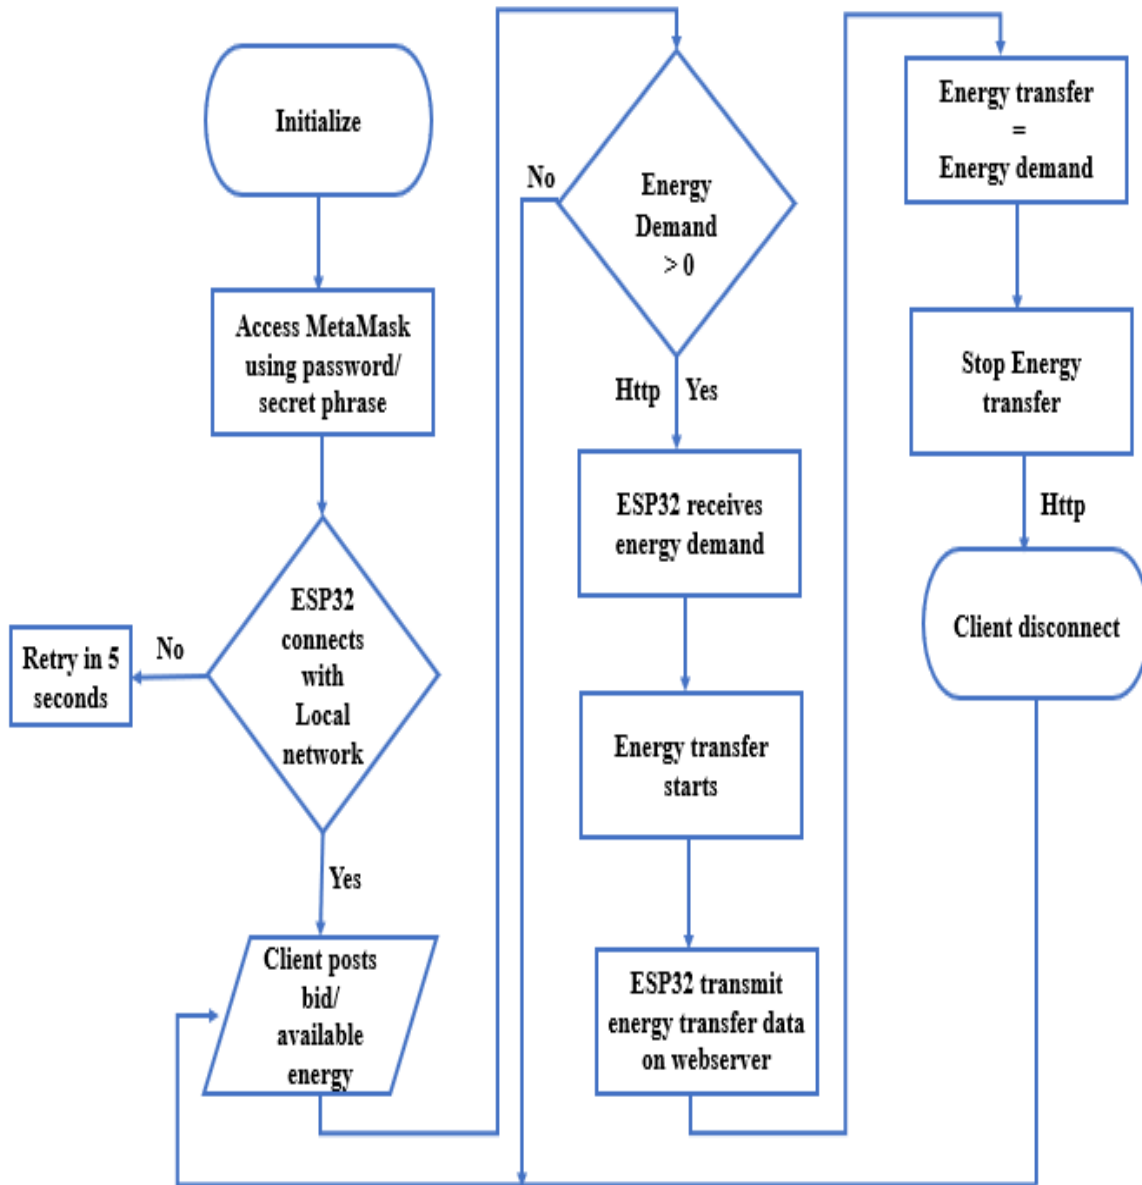 Initialize
Access MetaMask
using password/
secret phrase
ESP32
connects
with
Local
network
No
Retry in 5
seconds
Yes
Client posts
bid/
available
energy
Energy
Demand
> 0
No
Http
Yes
ESP32 receives
energy demand
Energy transfer
starts
ESP32 transmit
energy transfer data
on webserver
Energy transfer
=
Energy demand
Stop Energy
transfer
Http
Client disconnect